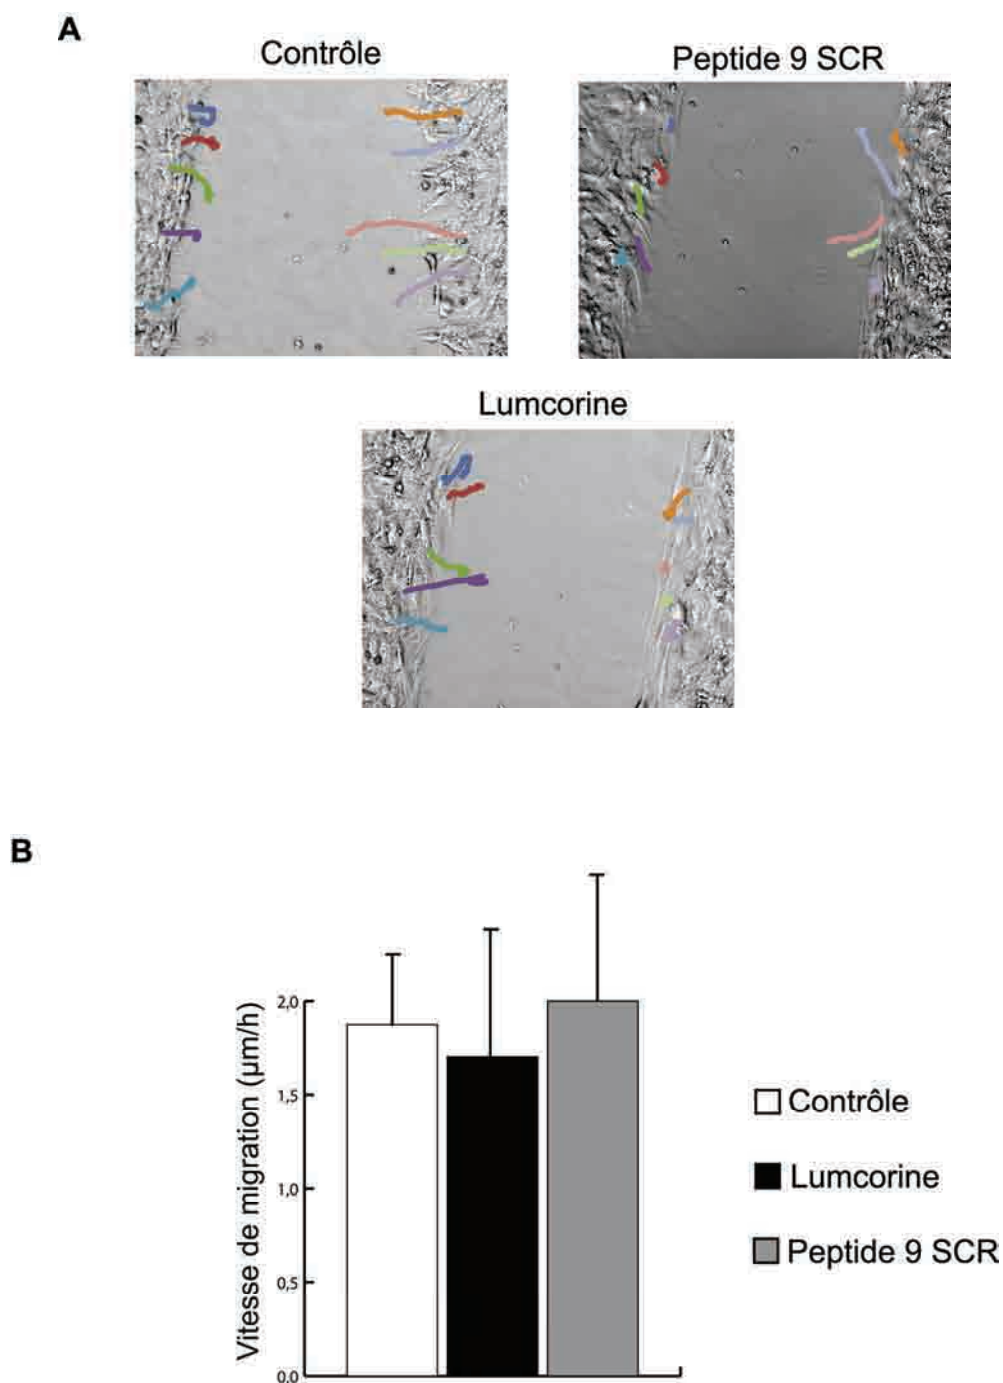 A
Contrôle
Peptide 9 SCR
Lumcorine
B
Vitesse de migration (µm/h)
2,0
1,5
1,0
0,5
0,0
Contrôle
Lumcorine
Peptide 9 SCR